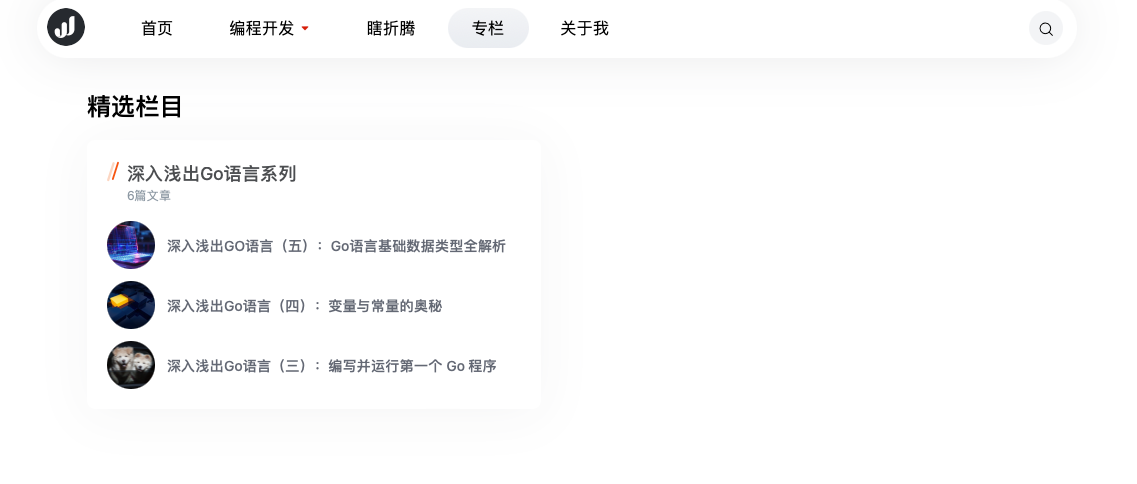 首页 编程开发 瞎折腾 专栏 关于我
精选栏目
深入浅出Go语言系列
6篇文章
深入浅出GO语言（五）：Go语言基础数据类型全解析
深入浅出Go语言（四）：变量与常量的奥秘
深入浅出Go语言（三）：编写并运行第一个 Go 程序